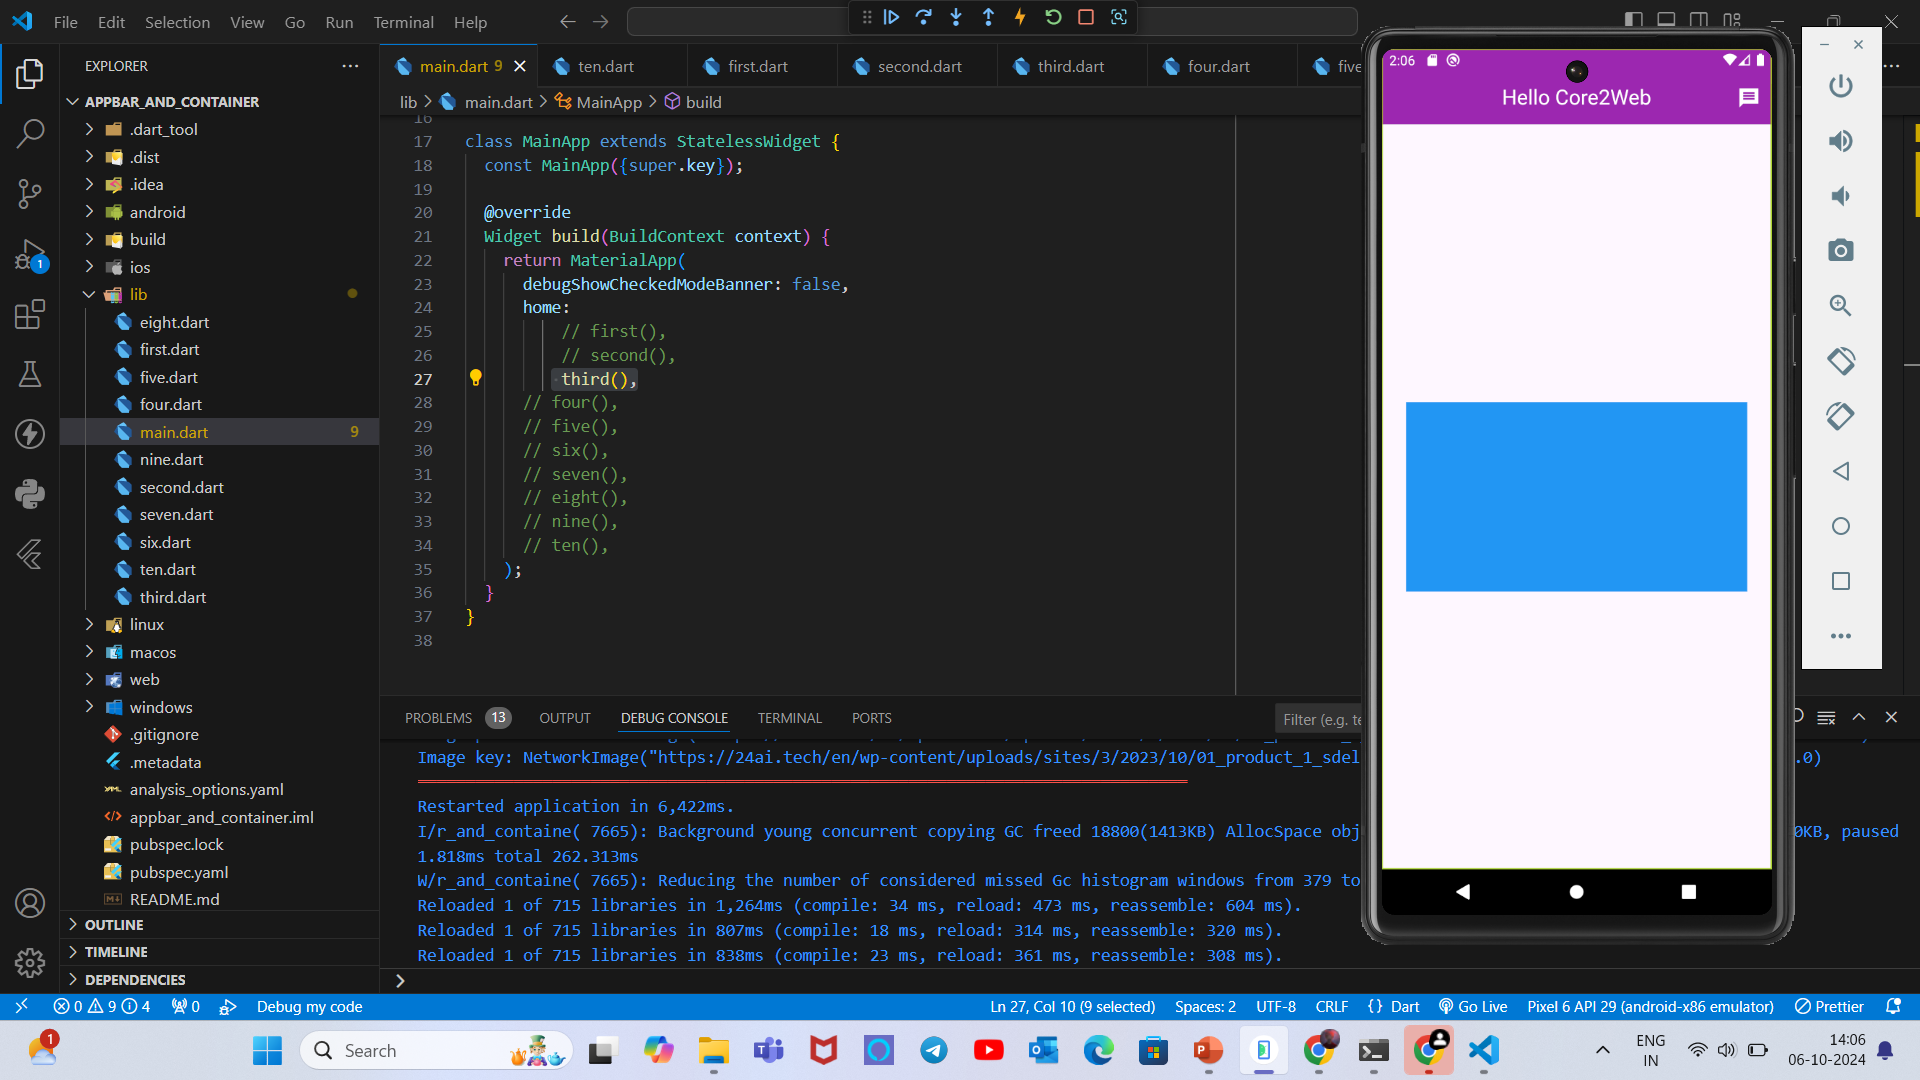 File Edit Selection View Go Run Terminal Help
EXPLORER
APPBAR_AND_CONTAINER
.dart_tool
.dist
.idea
android
build
ios
lib
eight.dart
first.dart
five.dart
four.dart
main.dart 9
nine.dart
second.dart
seven.dart
six.dart
ten.dart
third.dart
linux
macos
web
windows
.gitignore
.metadata
analysis_options.yaml
appbar_and_container.iml
pubspec.lock
pubspec.yaml
README.md
OUTLINE
TIMELINE
DEPENDENCIES
1
main.dart 9 ten.dart first.dart second.dart third.dart four.dart five
lib > main.dart > MainApp > build
16
17 class MainApp extends StatelessWidget {
18 const MainApp({super.key});
19
20 @override
21 Widget build(BuildContext context) {
22 return MaterialApp(
23 debugShowCheckedModeBanner: false,
24 home:
25 // first(),
26 // second(),
27 third(),
28 // four(),
29 // five(),
30 // six(),
31 // seven(),
32 // eight(),
33 // nine(),
34 // ten(),
35 );
36 }
37 }
38
PROBLEMS 13 OUTPUT DEBUG CONSOLE TERMINAL PORTS
Filter (e.g. te
Image key: NetworkImage("https://24ai.tech/en/wp-content/uploads/sites/3/2023/10/01_product_1_sdel .0)
Restarted application in 6,422ms.
I/r_and_containe( 7665): Background young concurrent copying GC freed 18800(1413KB) AllocSpace obj 0KB, paused
1.818ms total 262.313ms
W/r_and_containe( 7665): Reducing the number of considered missed Gc histogram windows from 379 to
Reloaded 1 of 715 libraries in 1,264ms (compile: 34 ms, reload: 473 ms, reassemble: 604 ms).
Reloaded 1 of 715 libraries in 807ms (compile: 18 ms, reload: 314 ms, reassemble: 320 ms).
Reloaded 1 of 715 libraries in 838ms (compile: 23 ms, reload: 361 ms, reassemble: 308 ms).
2:06
Hello Core2Web
0 9 4 0 Debug my code
Ln 27, Col 10 (9 selected) Spaces: 2 UTF-8 CRLF {} Dart Go Live Pixel 6 API 29 (android-x86 emulator) Prettier
1
Search
ENG
IN
14:06
06-10-2024